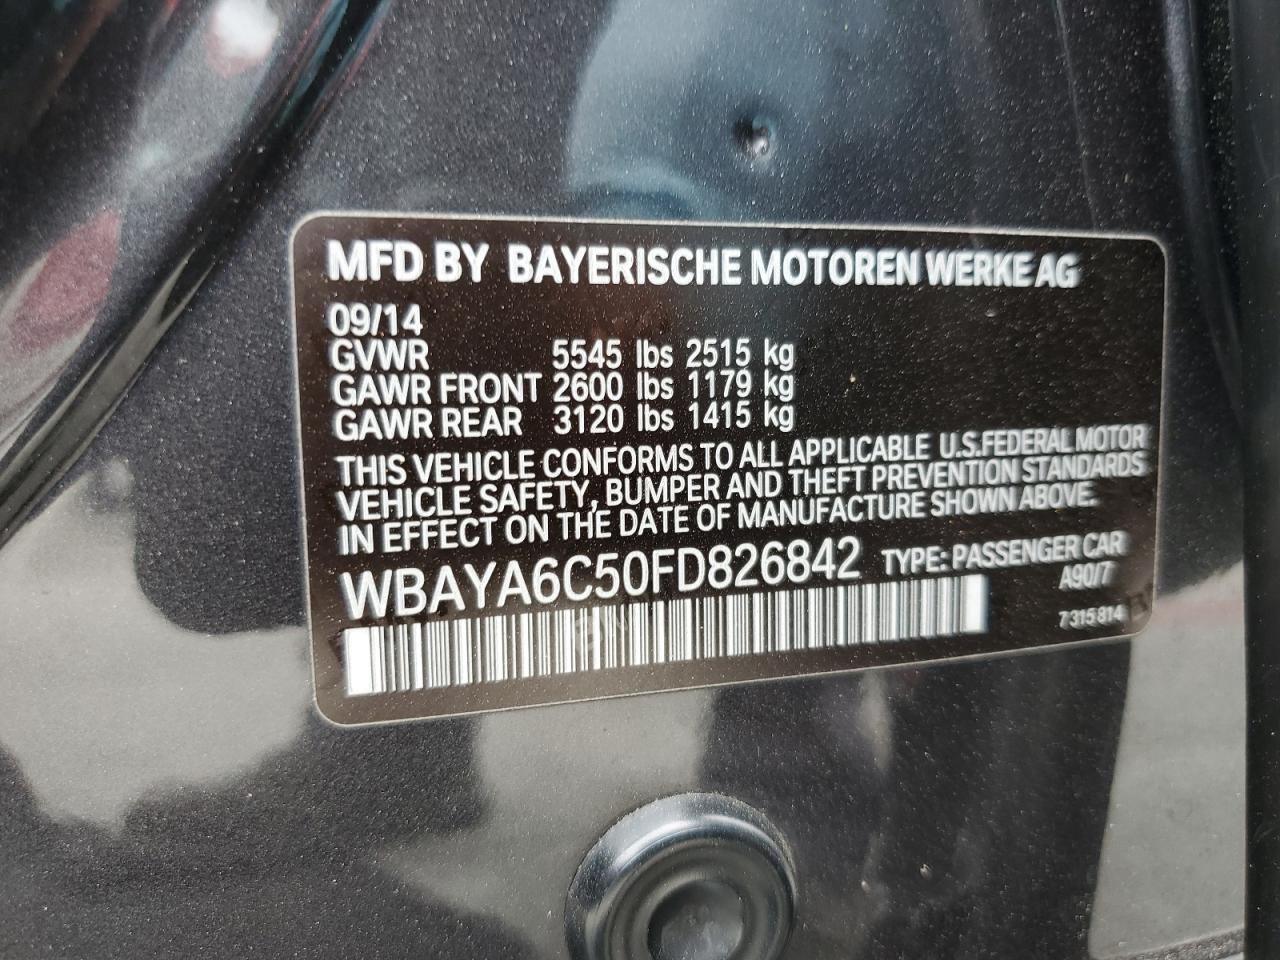 MFD BY BAYERISCHE MOTOREN WERKE AG
09/14
GVWR 5545 lbs 2515 kg
GAWR FRONT 2600 lbs 1179 kg
GAWR REAR 3120 lbs 1415 kg
THIS VEHICLE CONFORMS TO ALL APPLICABLE U.S.FEDERAL MOTOR
VEHICLE SAFETY, BUMPER AND THEFT PREVENTION STANDARDS
IN EFFECT ON THE DATE OF MANUFACTURE SHOWN ABOVE.
WBAYA6C50FD826842 TYPE: PASSENGER CAR
A90/7
7 315 814